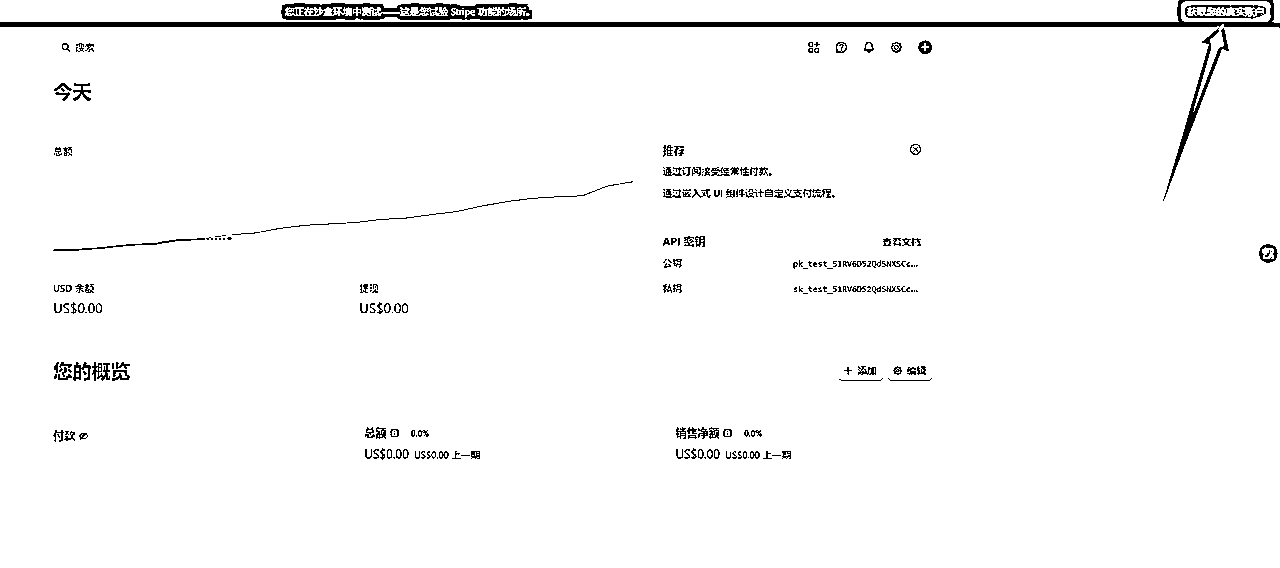 您正在沙盒环境中测试——这是您试验 Stripe 功能的场所。
获取您的真实账户
搜索
今天
总额
推荐
通过订阅接受经常性付款。
通过嵌入式 UI 组件设计自定义支付流程。
API 密钥
查看文档
公钥
pk_test_51RV6D52QdSNXSCc...
私钥
sk_test_51RV6D52QdSNXSCc...
USD 余额
提现
US$0.00
US$0.00
您的概览
添加
编辑
付款
总额 0.0%
销售净额 0.0%
US$0.00 US$0.00 上一期
US$0.00 US$0.00 上一期